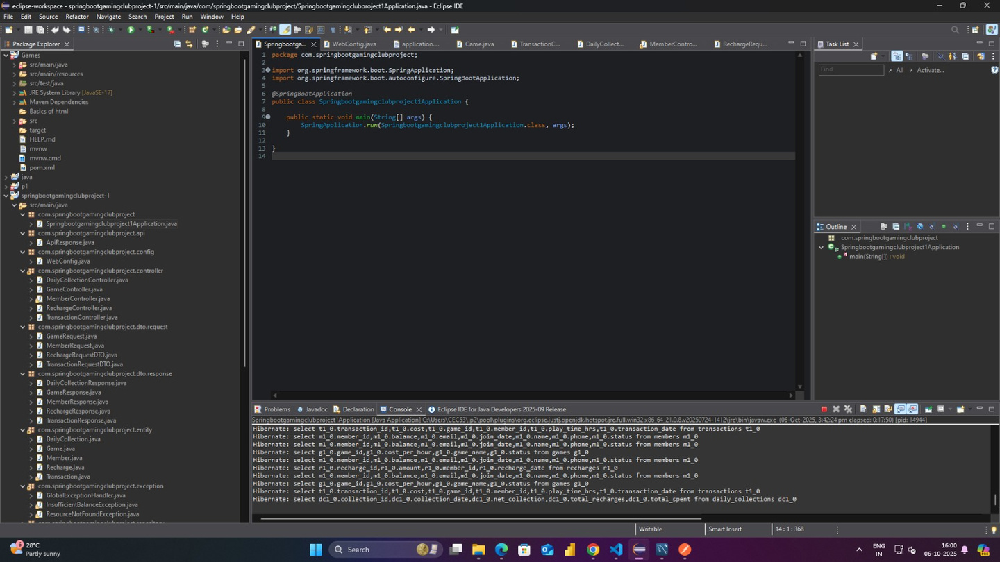 eclipse-workspace - springbootgamingclubproject-1/src/main/java/com/springbootgamingclubproject/Springbootgamingclubproject1Application.java - Eclipse IDE
File Edit Source Refactor Navigate Search Project Run Window Help
Package Explorer
Games
src/main/java
src/main/resources
src/test/java
JRE System Library [JavaSE-17]
Maven Dependencies
Basics of html
src
target
HELP.md
mvnw
mvnw.cmd
pom.xml
java
p1
springbootgamingclubproject-1
src/main/java
com.springbootgamingclubproject
Springbootgamingclubproject1Application.java
com.springbootgamingclubproject.api
ApiResponse.java
com.springbootgamingclubproject.config
WebConfig.java
com.springbootgamingclubproject.controller
DailyCollectionController.java
GameController.java
MemberController.java
RechargeController.java
TransactionController.java
com.springbootgamingclubproject.dto.request
GameRequest.java
MemberRequest.java
RechargeRequestDTO.java
TransactionRequestDTO.java
com.springbootgamingclubproject.dto.response
DailyCollectionResponse.java
GameResponse.java
MemberResponse.java
RechargeResponse.java
TransactionResponse.java
com.springbootgamingclubproject.entity
DailyCollection.java
Game.java
Member.java
Recharge.java
Transaction.java
com.springbootgamingclubproject.exception
GlobalExceptionHandler.java
InsufficientBalanceException.java
ResourceNotFoundException.java
com.springbootgamingclubproject.repository
Springbootga... WebConfig.java application.... Game.java TransactionC... DailyCollect... MemberContro... RechargeRequ...
1 package com.springbootgamingclubproject;
2
3 import org.springframework.boot.SpringApplication;
4 import org.springframework.boot.autoconfigure.SpringBootApplication;
5
6 @SpringBootApplication
7 public class Springbootgamingclubproject1Application {
8
9 public static void main(String[] args) {
10 SpringApplication.run(Springbootgamingclubproject1Application.class, args);
11 }
12
13 }
14
Task List
Find All Activate...
Outline
com.springbootgamingclubproject
Springbootgamingclubproject1Application
main(String[]) : void
Problems Javadoc Declaration Console Eclipse IDE for Java Developers 2025-09 Release
Springbootgamingclubproject1Application [Java Application] C:\Users\CEC53\.p2\pool\plugins\org.eclipse.justj.openjdk.hotspot.jre.full.win32.x86_64_21.0.8.v20250724-1412\jre\bin\javaw.exe (06-Oct-2025, 3:42:24 pm elapsed: 0:17:50) [pid: 14944]
Hibernate: select t1_0.transaction_id,t1_0.cost,t1_0.game_id,t1_0.member_id,t1_0.play_time_hrs,t1_0.transaction_date from transactions t1_0
Hibernate: select m1_0.member_id,m1_0.balance,m1_0.email,m1_0.join_date,m1_0.name,m1_0.phone,m1_0.status from members m1_0
Hibernate: select m1_0.member_id,m1_0.balance,m1_0.email,m1_0.join_date,m1_0.name,m1_0.phone,m1_0.status from members m1_0
Hibernate: select g1_0.game_id,g1_0.cost_per_hour,g1_0.game_name,g1_0.status from games g1_0
Hibernate: select m1_0.member_id,m1_0.balance,m1_0.email,m1_0.join_date,m1_0.name,m1_0.phone,m1_0.status from members m1_0
Hibernate: select r1_0.recharge_id,r1_0.amount,r1_0.member_id,r1_0.recharge_date from recharges r1_0
Hibernate: select m1_0.member_id,m1_0.balance,m1_0.email,m1_0.join_date,m1_0.name,m1_0.phone,m1_0.status from members m1_0
Hibernate: select g1_0.game_id,g1_0.cost_per_hour,g1_0.game_name,g1_0.status from games g1_0
Hibernate: select t1_0.transaction_id,t1_0.cost,t1_0.game_id,t1_0.member_id,t1_0.play_time_hrs,t1_0.transaction_date from transactions t1_0
Hibernate: select dc1_0.collection_id,dc1_0.collection_date,dc1_0.net_collection,dc1_0.total_recharges,dc1_0.total_spent from daily_collections dc1_0
Writable Smart Insert 14 : 1 : 368
6
28°C
Partly sunny
Search
ENG
IN
16:00
06-10-2025